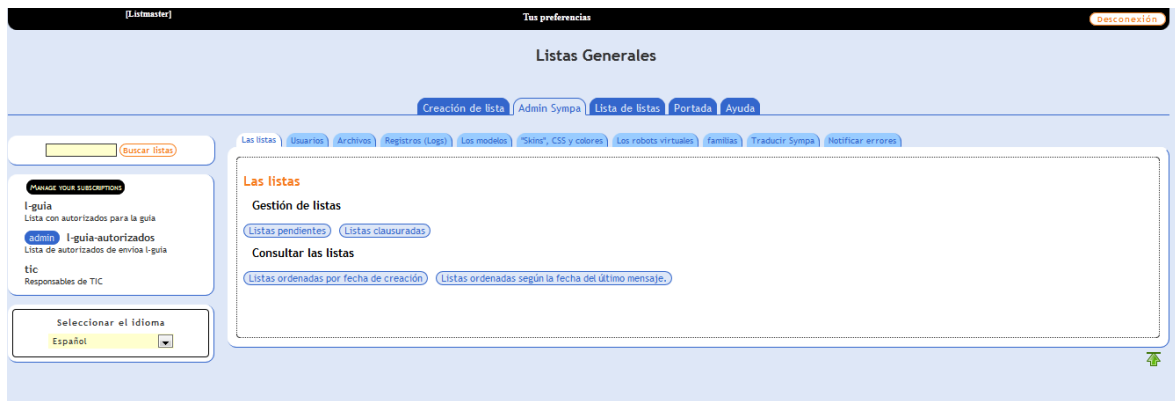 [Listmaster] Tus preferencias Desconexión
Listas Generales
Creación de lista Admin Sympa Lista de listas Portada Ayuda
Buscar listas
MANAGE YOUR SUBSCRIPTIONS
l-guia
Lista con autorizados para la guia
admin l-guia-autorizados
Lista de autorizados de envioa l-guia
tic
Responsables de TIC
Seleccionar el idioma
Español
Las listas Usuarios Archivos Registros (Logs) Los modelos "Skins", CSS y colores Los robots virtuales familias Traducir Sympa Notificar errores
Las listas
Gestión de listas
Listas pendientes Listas clausuradas
Consultar las listas
Listas ordenadas por fecha de creación Listas ordenadas según la fecha del último mensaje.